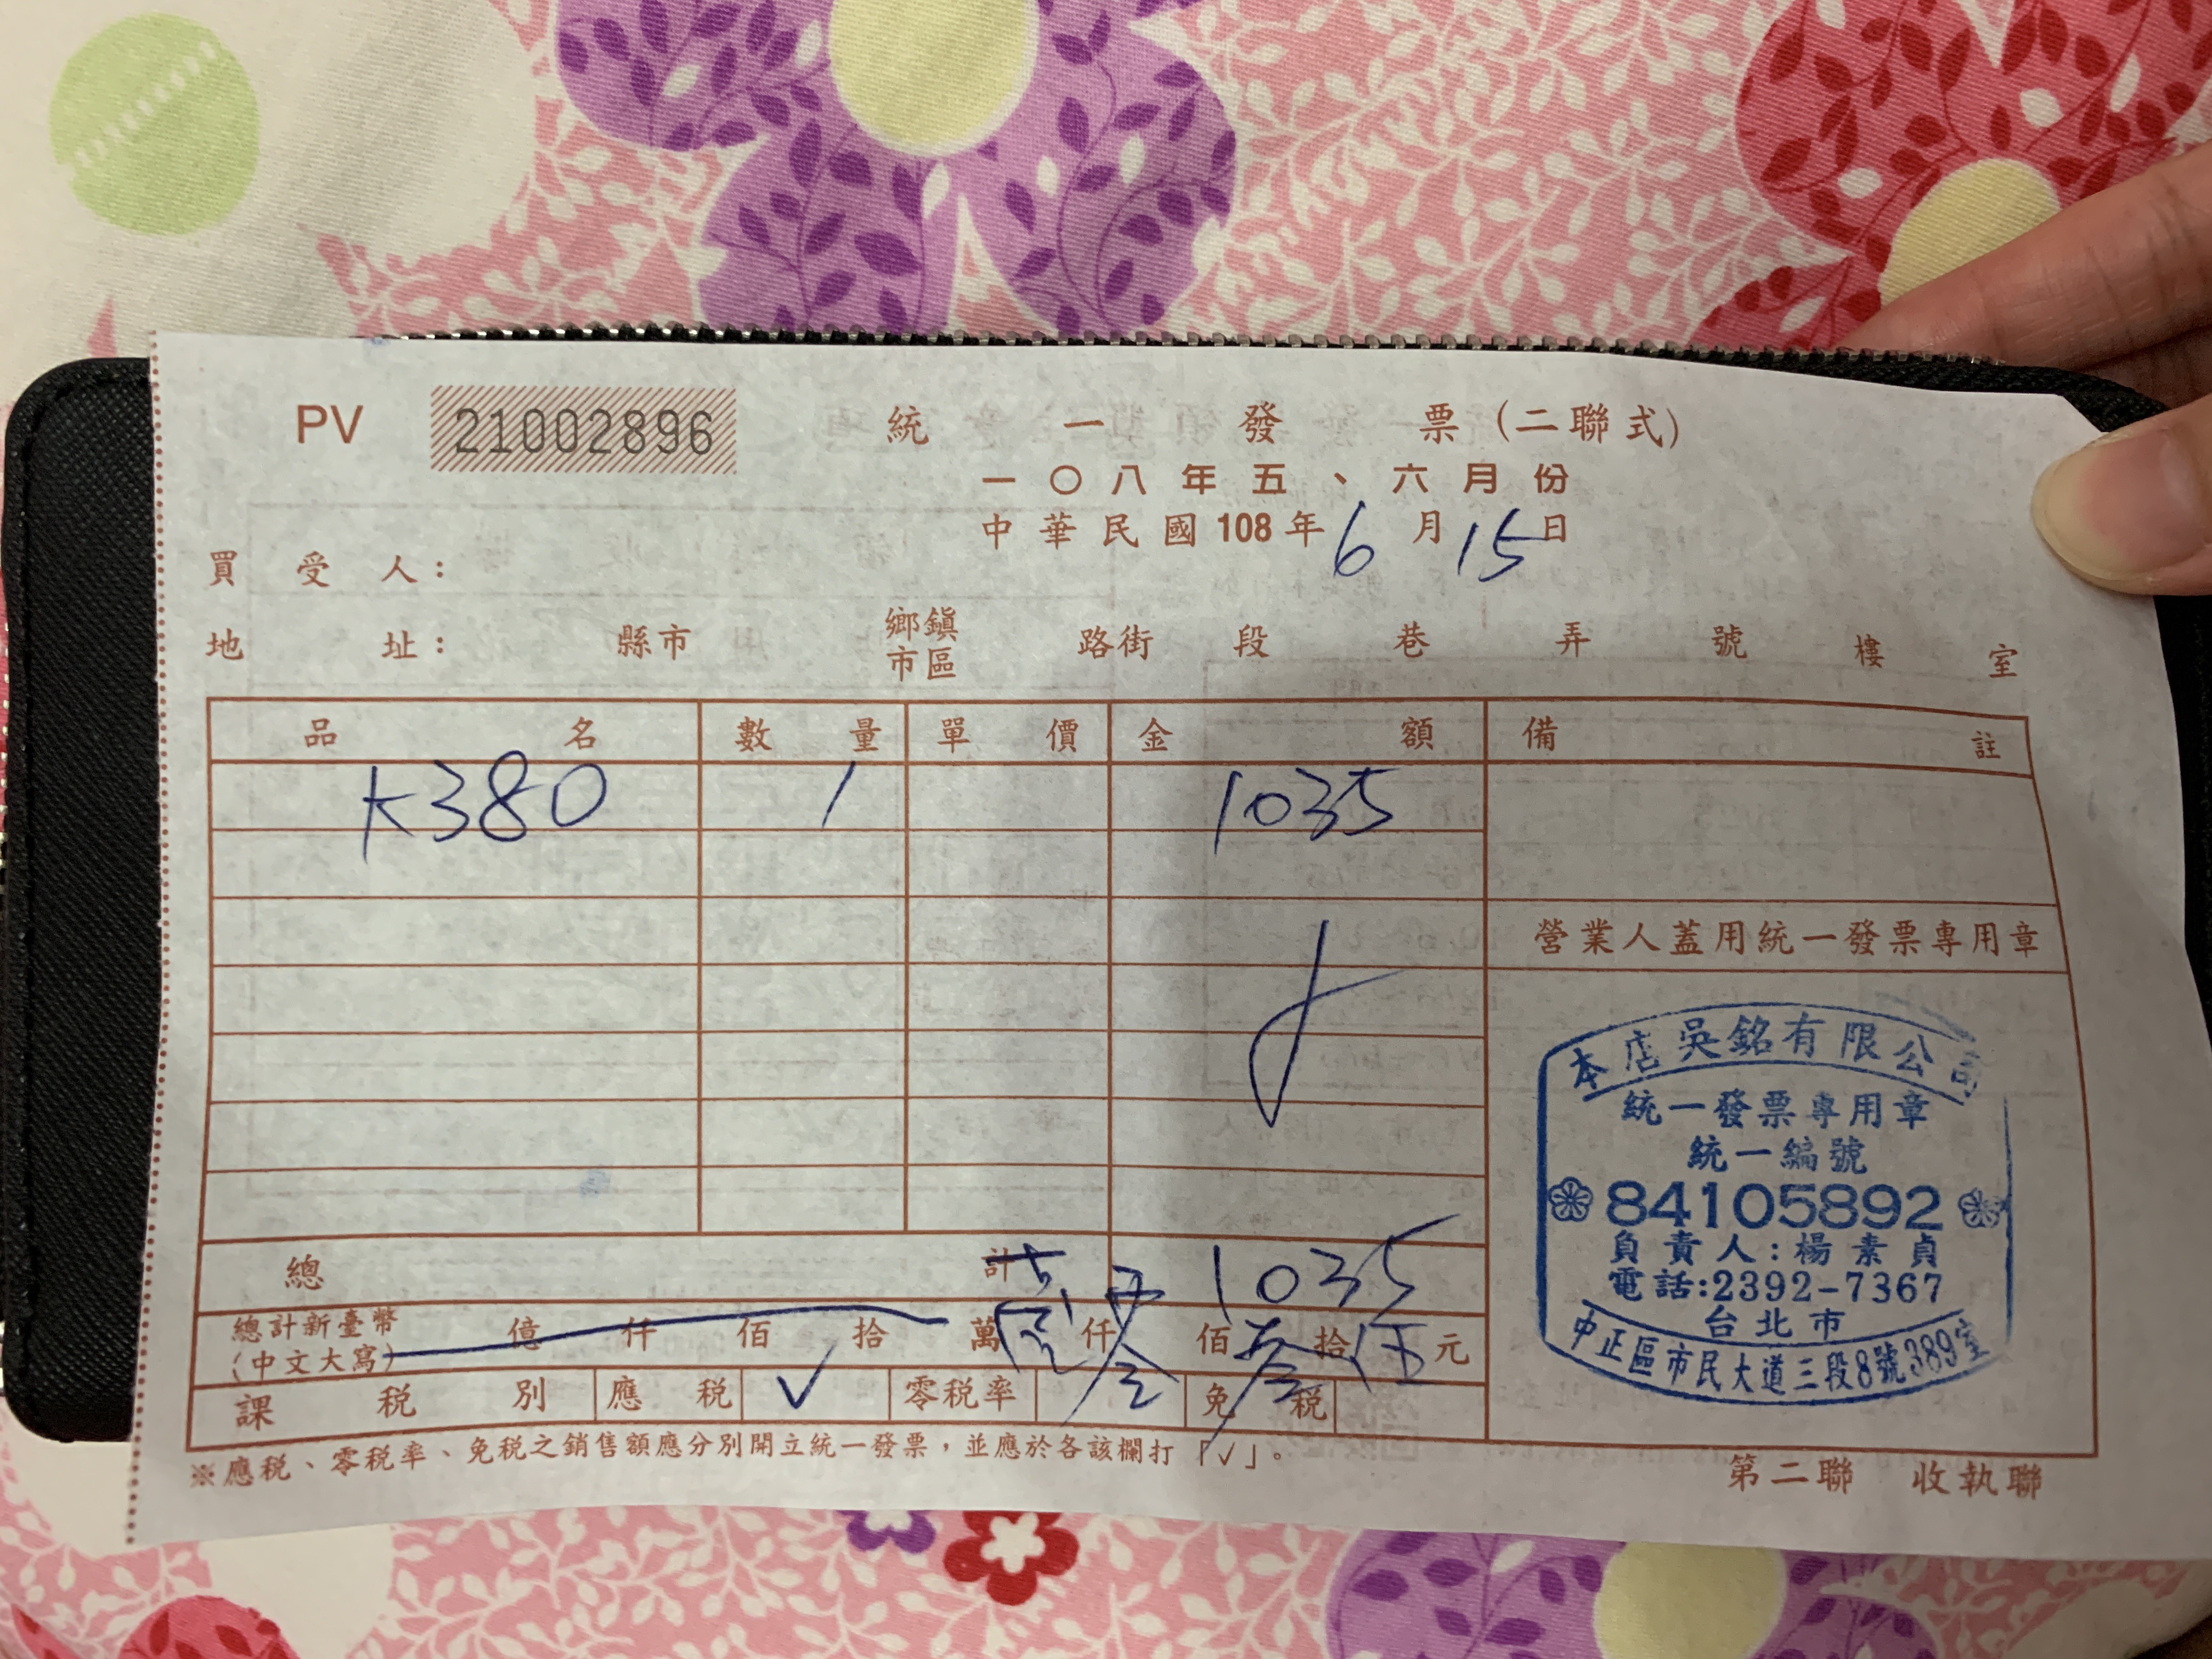 PV 21002896
統一發票(二聯式)
一〇八年五、六月份
中華民國108年6月15日
買受人:
地址: 縣市 鄉鎮市區 路街 段 巷 弄 號 樓 室
品名 數量 單價 金額 備註
K380 1 1035
營業人蓋用統一發票專用章
總計 1035
總計新臺幣(中文大寫) 億 仟 佰 拾 萬 仟 佰 拾 元
課稅別 應稅 V 零稅率 免稅
※應稅、零稅率、免稅之銷售額應分別開立統一發票,並應於各該欄打「V」。
本店吳銘有限公司
統一發票專用章
統一編號
84105892
負責人:楊素貞
電話:2392-7367
台北市
中正區市民大道三段8號389室
第二聯 收執聯